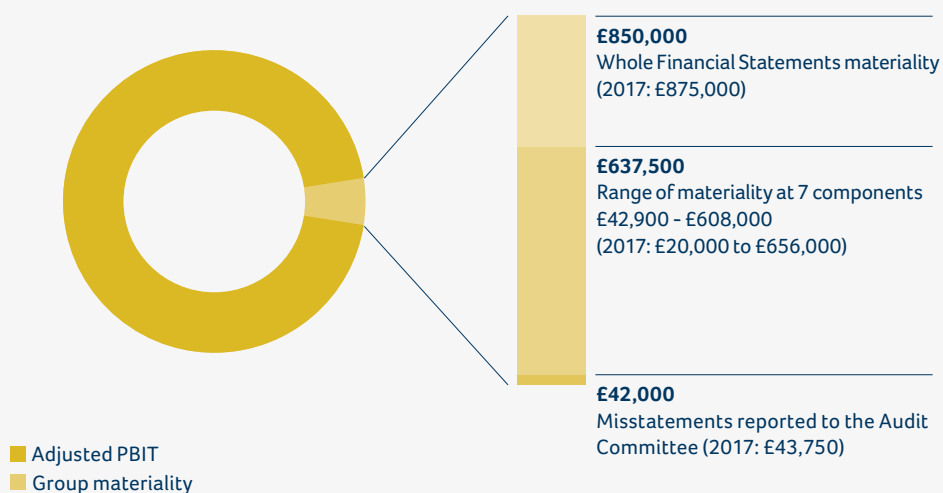 £850,000
Whole Financial Statements materiality
(2017: £875,000)
£637,500
Range of materiality at 7 components
£42,900 - £608,000
(2017: £20,000 to £656,000)
£42,000
Misstatements reported to the Audit
Committee (2017: £43,750)
Adjusted PBIT
Group materiality